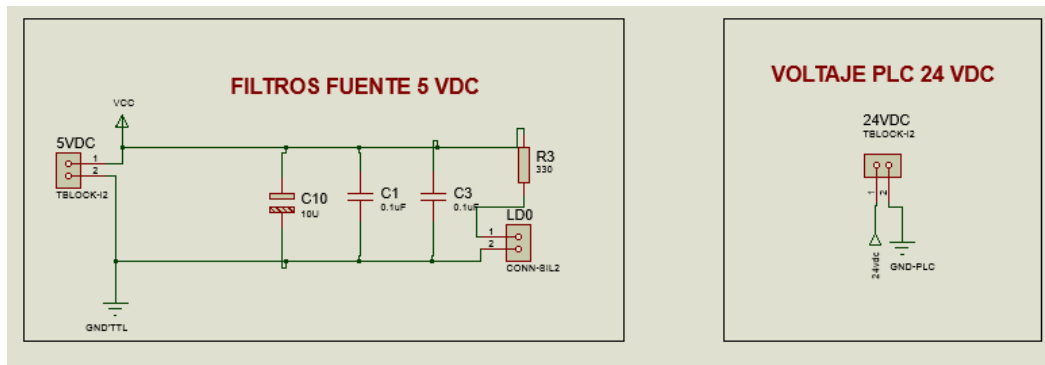 FILTROS FUENTE 5 VDC
VCC
5VDC
1
2
TBLOCK-I2
C10
10U
C1
0.1uF
C3
0.1uF
R3
330
LD0
1
2
CONN-SIL2
GND'TTL
VOLTAJE PLC 24 VDC
24VDC
TBLOCK-I2
1
2
24vdc
GND-PLC